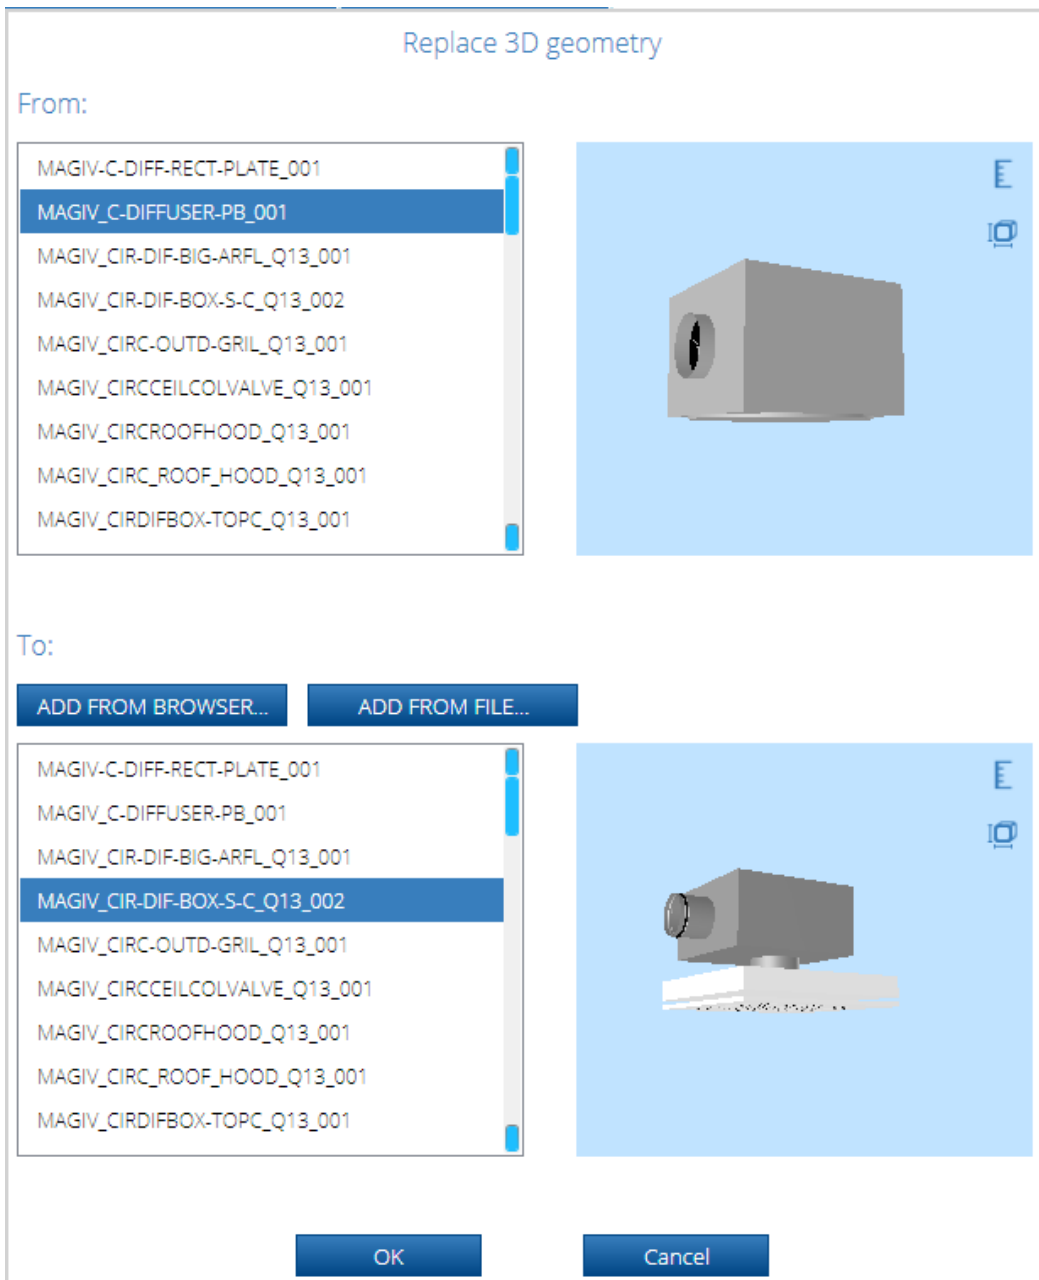 Replace 3D geometry
From:
MAGIV-C-DIFF-RECT-PLATE_001
MAGIV_C-DIFFUSER-PB_001
MAGIV_CIR-DIF-BIG-ARFL_Q13_001
MAGIV_CIR-DIF-BOX-S-C_Q13_002
MAGIV_CIRC-OUTD-GRIL_Q13_001
MAGIV_CIRCCEILCOLVALVE_Q13_001
MAGIV_CIRCROOFHOOD_Q13_001
MAGIV_CIRC_ROOF_HOOD_Q13_001
MAGIV_CIRDIFBOX-TOPC_Q13_001
To:
ADD FROM BROWSER... ADD FROM FILE...
MAGIV-C-DIFF-RECT-PLATE_001
MAGIV_C-DIFFUSER-PB_001
MAGIV_CIR-DIF-BIG-ARFL_Q13_001
MAGIV_CIR-DIF-BOX-S-C_Q13_002
MAGIV_CIRC-OUTD-GRIL_Q13_001
MAGIV_CIRCCEILCOLVALVE_Q13_001
MAGIV_CIRCROOFHOOD_Q13_001
MAGIV_CIRC_ROOF_HOOD_Q13_001
MAGIV_CIRDIFBOX-TOPC_Q13_001
OK Cancel